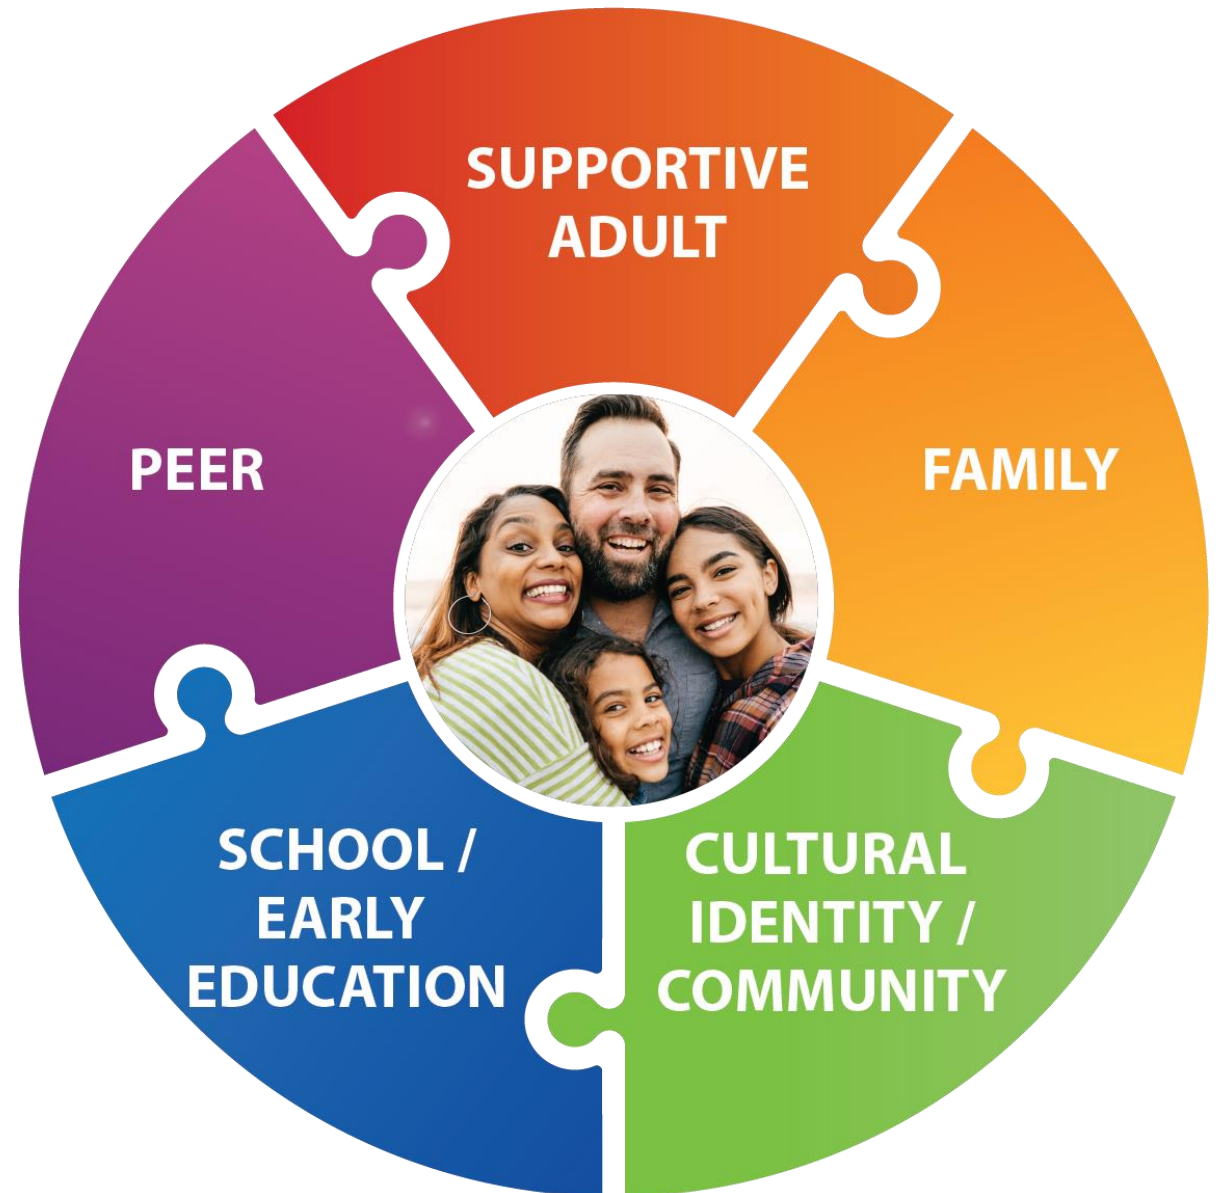 SUPPORTIVE
ADULT
PEER
FAMILY
SCHOOL /
EARLY
EDUCATION
CULTURAL
IDENTITY /
COMMUNITY